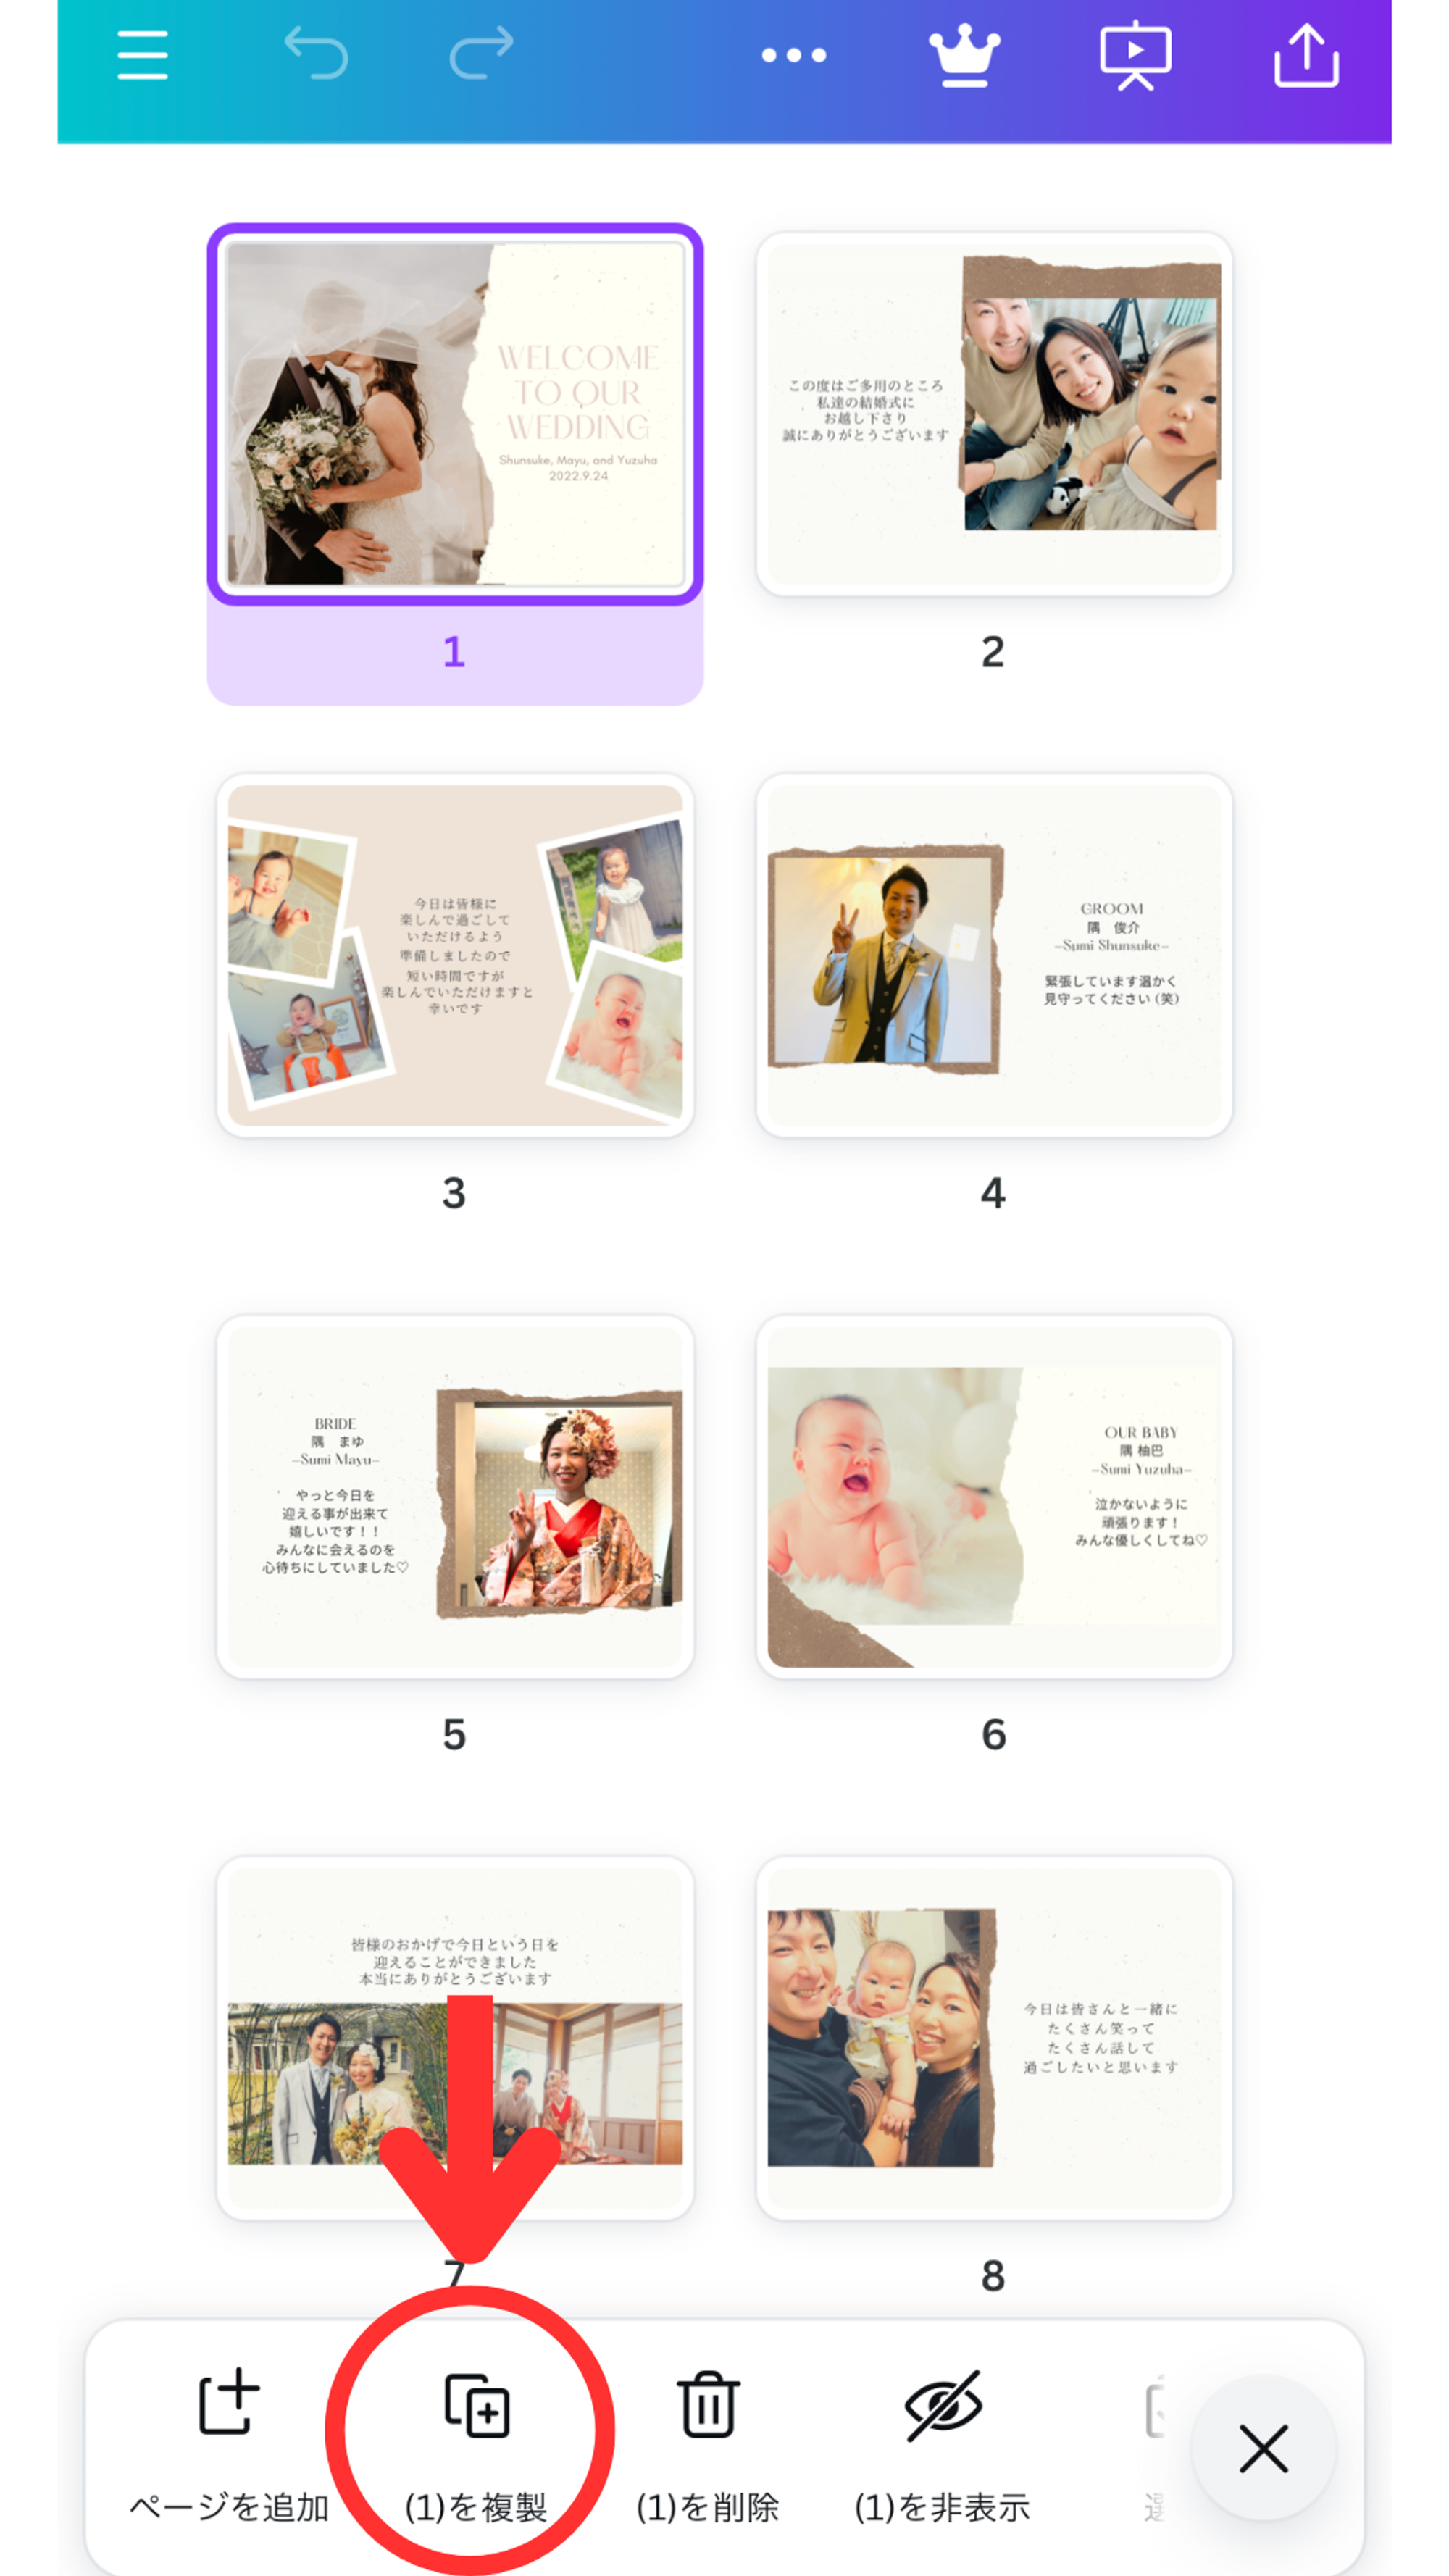 WELCOME
TO OUR
WEDDING
Shunsuke, Mayu, and Yuzuha
2022.9.24
1
この度はご多用のところ
私達の結婚式に
お越し下さり
誠にありがとうございます
2
今日は皆様に
楽しんで過ごして
いただけるよう
準備しましたので
短い時間ですが
楽しんでいただけますと
幸いです
3
GROOM
隅 俊介
–Sumi Shunsuke–
緊張しています温かく
見守ってください (笑)
4
BRIDE
隅 まゆ
–Sumi Mayu–
やっと今日を
迎える事が出来て
嬉しいです！！
みんなに会えるのを
心待ちにしていました♡
5
OUR BABY
隅 柚巴
–Sumi Yuzuha–
泣かないように
頑張ります！
みんな優しくしてね♡
6
皆様のおかげで今日という日を
迎えることができました
本当にありがとうございます
7
今日は皆さんと一緒に
たくさん笑って
たくさん話して
過ごしたいと思います
8
ページを追加
(1)を複製
(1)を削除
(1)を非表示